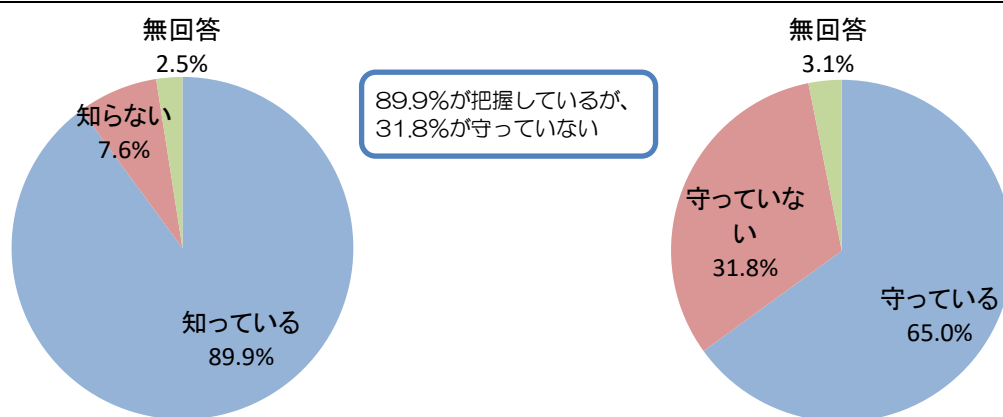 無回答
2.5%
知らない
7.6%
知っている
89.9%
89.9%が把握しているが、
31.8%が守っていない
無回答
3.1%
守っていな
い
31.8%
守っている
65.0%